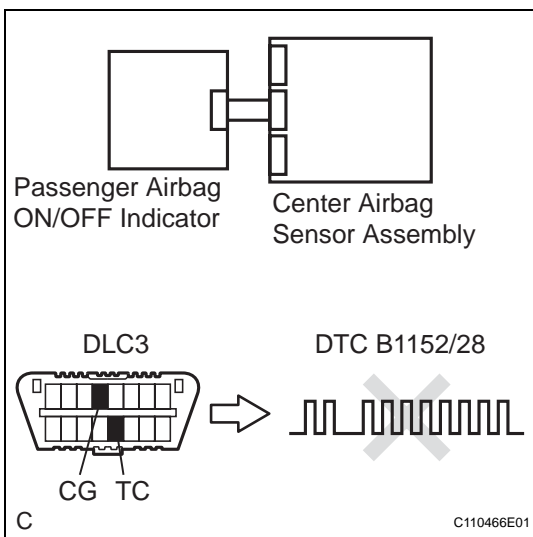 Passenger Airbag
ON/OFF Indicator
Center Airbag
Sensor Assembly
DLC3
DTC B1152/28
CG TC
C
C110466E01